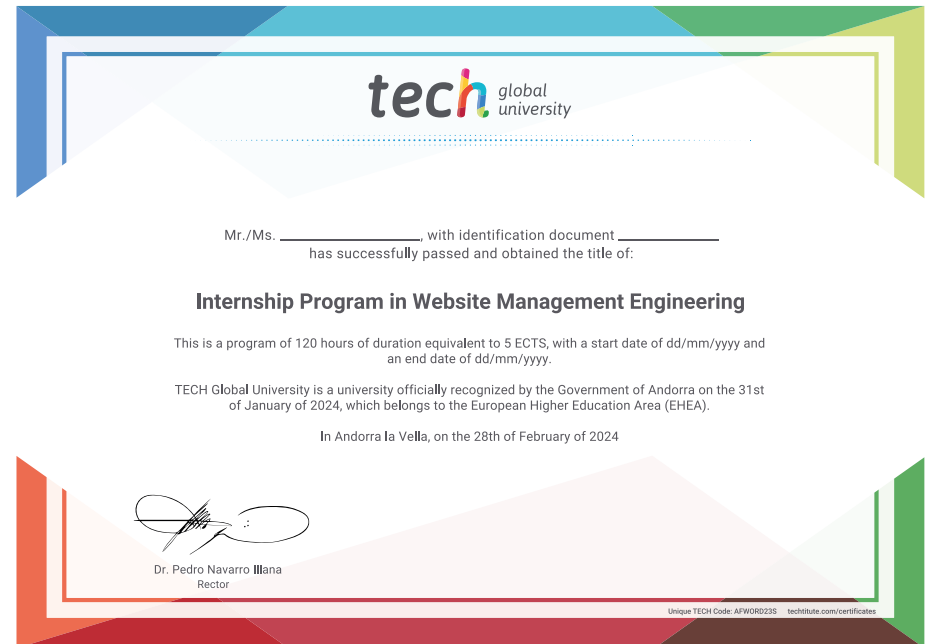 tech global
university
Mr./Ms. ____________, with identification document ____________
has successfully passed and obtained the title of:
Internship Program in Website Management Engineering
This is a program of 120 hours of duration equivalent to 5 ECTS, with a start date of dd/mm/yyyy and
an end date of dd/mm/yyyy.
TECH Global University is a university officially recognized by the Government of Andorra on the 31st
of January of 2024, which belongs to the European Higher Education Area (EHEA).
In Andorra la Vella, on the 28th of February of 2024
Dr. Pedro Navarro Illana
Rector
Unique TECH Code: AFWORD23S techtitute.com/certificates